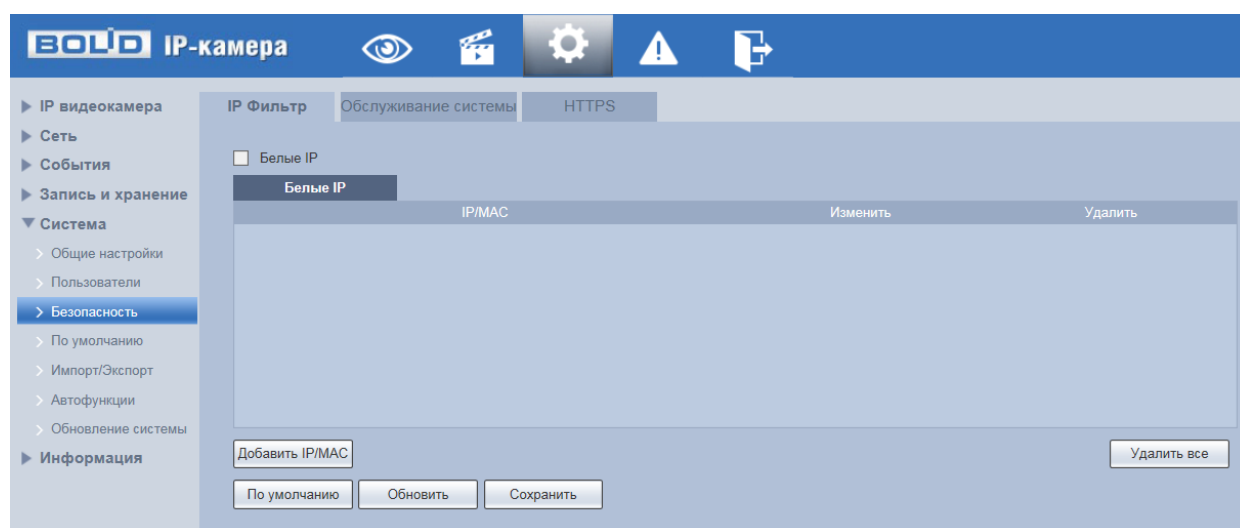 BOLID IP-камера
IP видеокамера
Сеть
События
Запись и хранение
Система
Общие настройки
Пользователи
Безопасность
По умолчанию
Импорт/Экспорт
Автофункции
Обновление системы
Информация
IP Фильтр Обслуживание системы HTTPS
Белые IP
Белые IP
IP/MAC Изменить Удалить
Добавить IP/MAC Удалить все
По умолчанию Обновить Сохранить